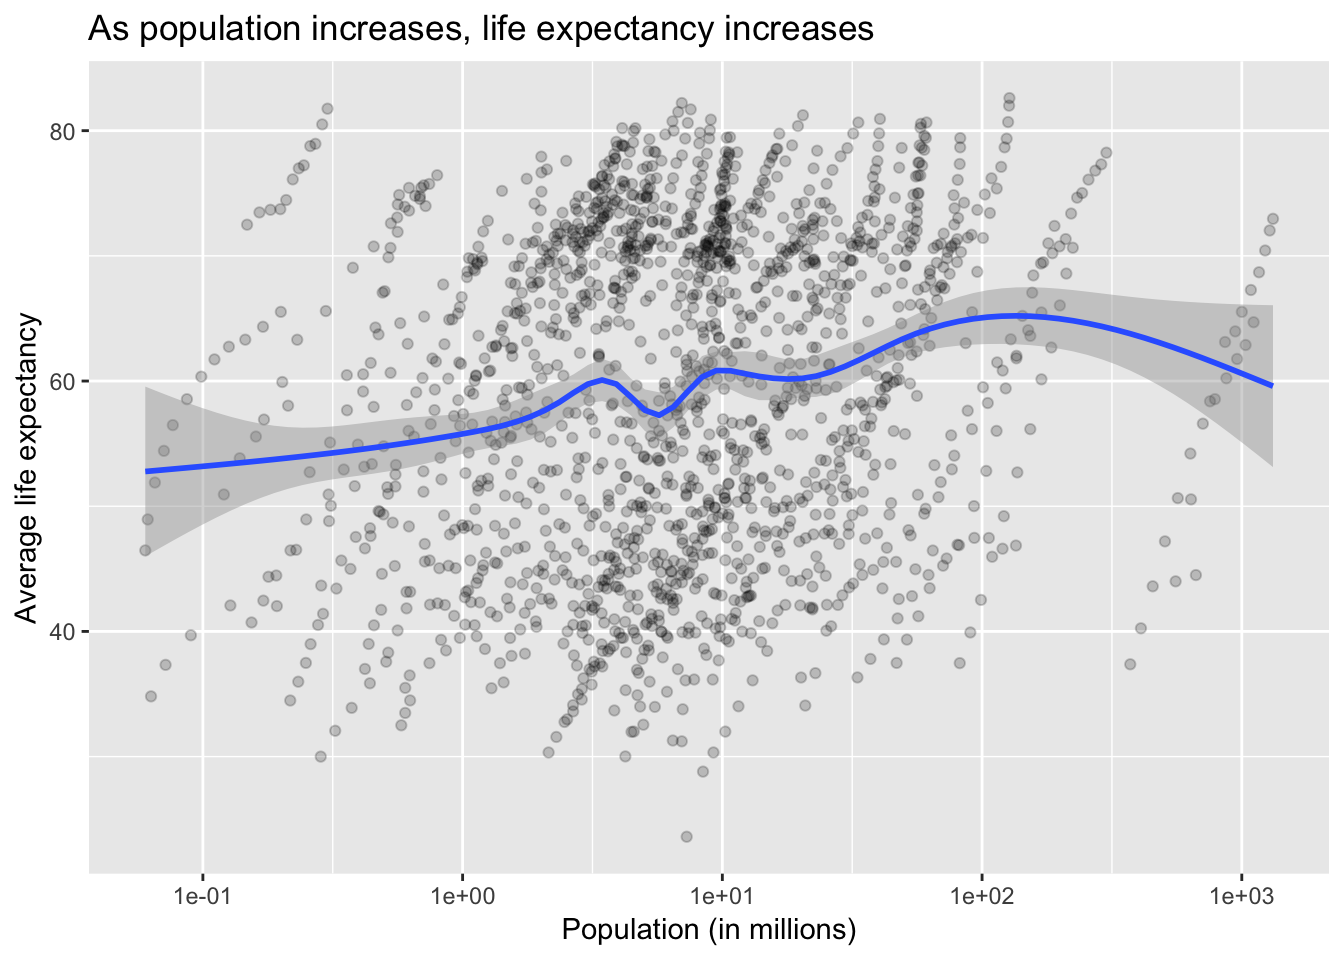 As population increases, life expectancy increases
Average life expectancy
80
60
40
1e-01 1e+00 1e+01 1e+02 1e+03
Population (in millions)